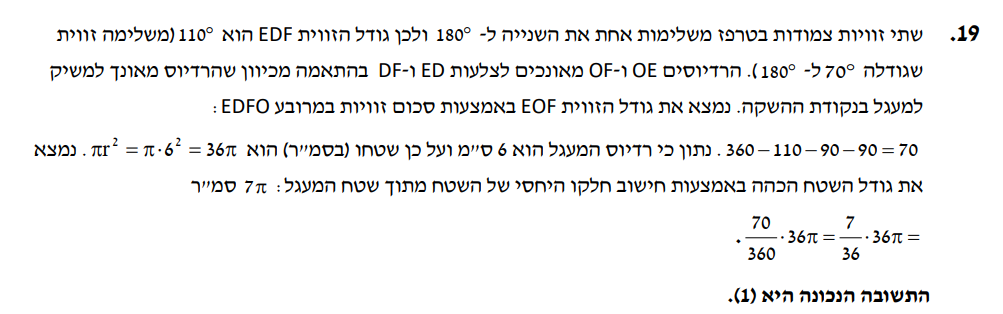 19. שתי זוויות צמודות בטרפז משלימות אחת את השנייה ל- 180° ולכן גודל הזווית EDF הוא 110° (משלימה זווית
שגודלה 70° ל- 180°). הרדיוסים OE ו-OF מאונכים לצלעות ED ו-DF בהתאמה מכיוון שהרדיוס מאונך למשיק
למעגל בנקודת ההשקה. נמצא את גודל הזווית EOF באמצעות סכום זוויות במרובע EDFO:
360 – 110 – 90 – 90 = 70 . נתון כי רדיוס המעגל הוא 6 ס״מ ועל כן שטחו (בסמ״ר) הוא πr² = π·6² = 36π . נמצא
את גודל השטח הכהה באמצעות חישוב חלקו היחסי של השטח מתוך שטח המעגל: 7π סמ״ר
. 70/360 · 36π = 7/36 · 36π =
התשובה הנכונה היא (1).